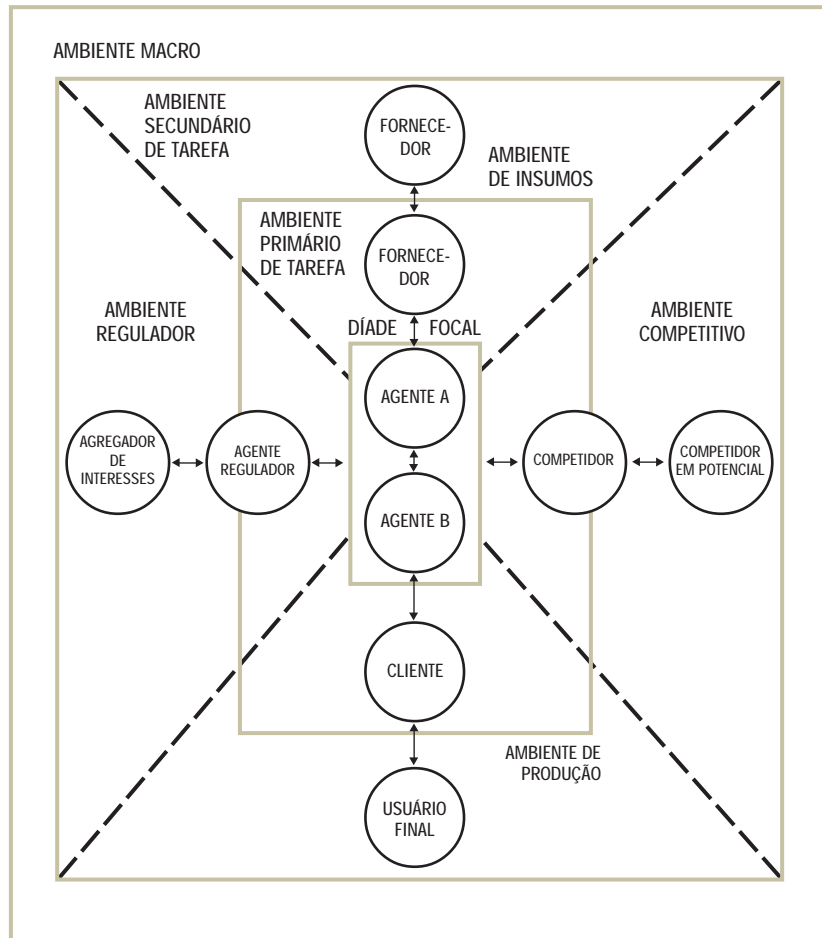 AMBIENTE MACRO
AMBIENTE
SECUNDÁRIO
DE TAREFA
FORNECE-
DOR
AMBIENTE
DE INSUMOS
AMBIENTE
PRIMÁRIO
DE TAREFA
FORNECE-
DOR
AMBIENTE
REGULADOR
DÍADE
FOCAL
AMBIENTE
COMPETITIVO
AGENTE A
AGREGADOR
DE
INTERESSES
AGENTE
REGULADOR
COMPETIDOR
COMPETIDOR
EM POTENCIAL
AGENTE B
CLIENTE
AMBIENTE DE
PRODUÇÃO
USUÁRIO
FINAL